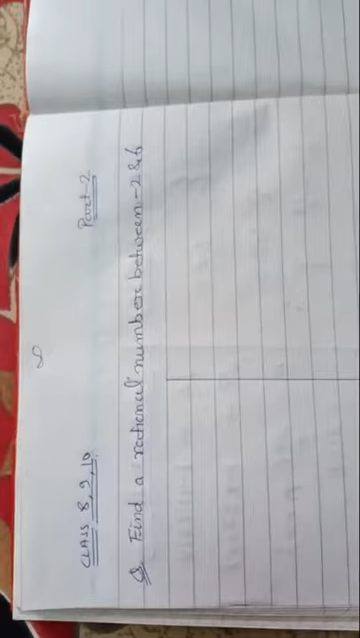 CLASS 8,9,10 Part-2
Q Find a rational number between -2 & 6